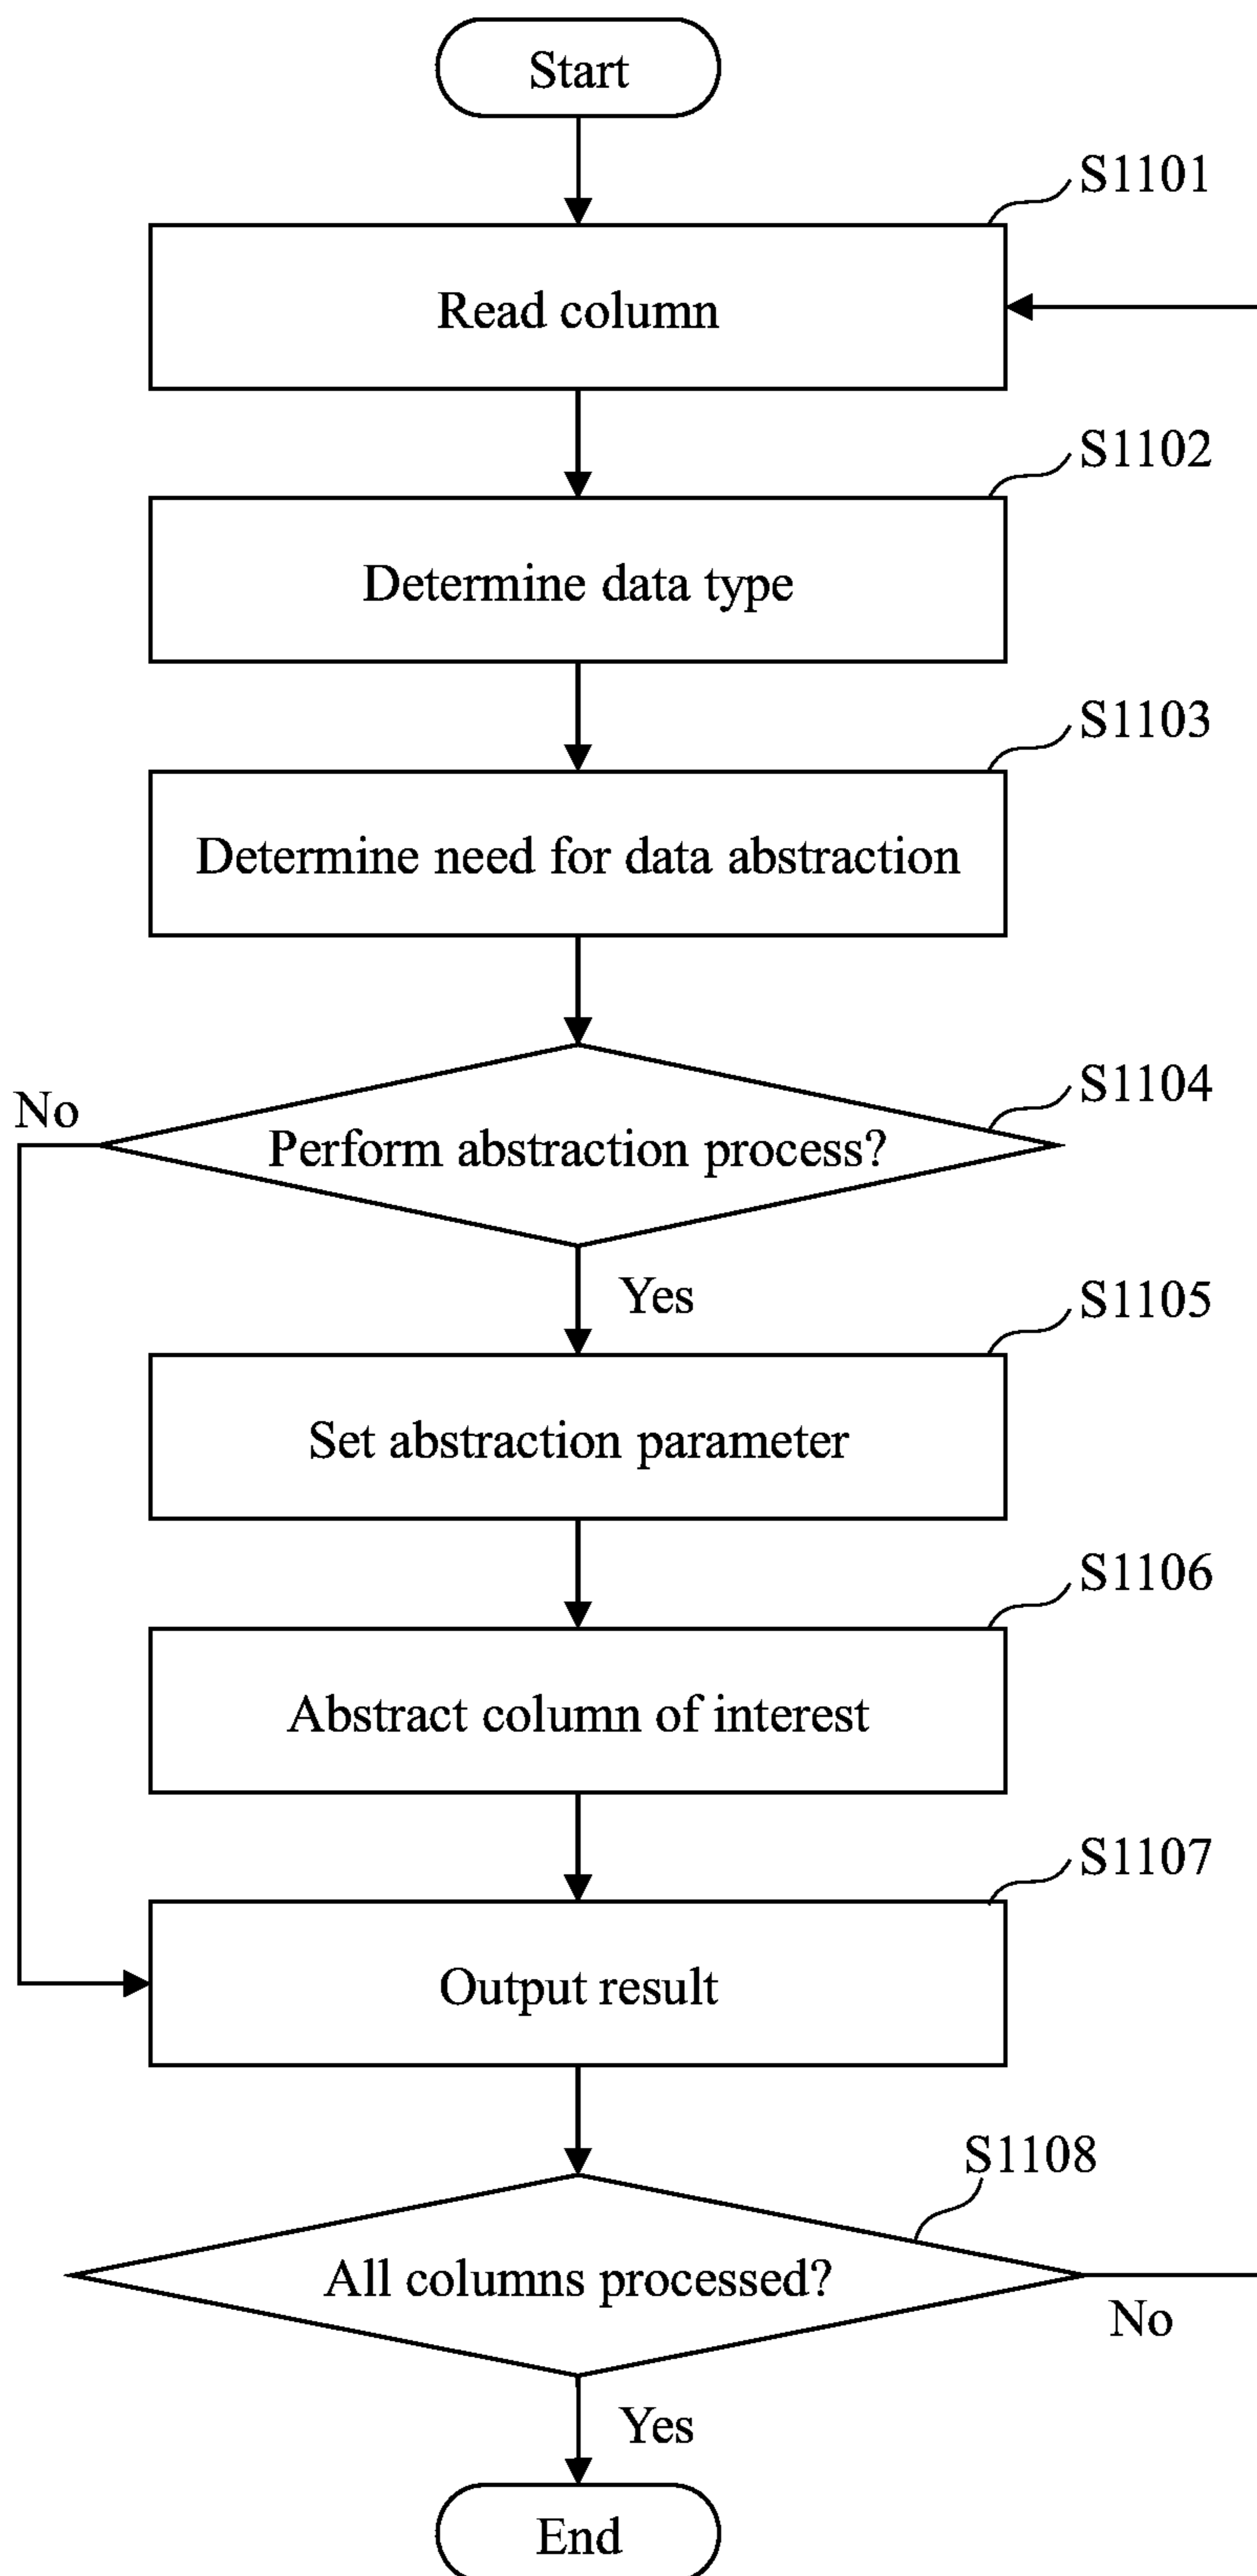 Start
S1101
Read column
S1102
Determine data type
S1103
Determine need for data abstraction
S1104
No
Perform abstraction process?
Yes
S1105
Set abstraction parameter
S1106
Abstract column of interest
S1107
Output result
S1108
All columns processed?
No
Yes
End